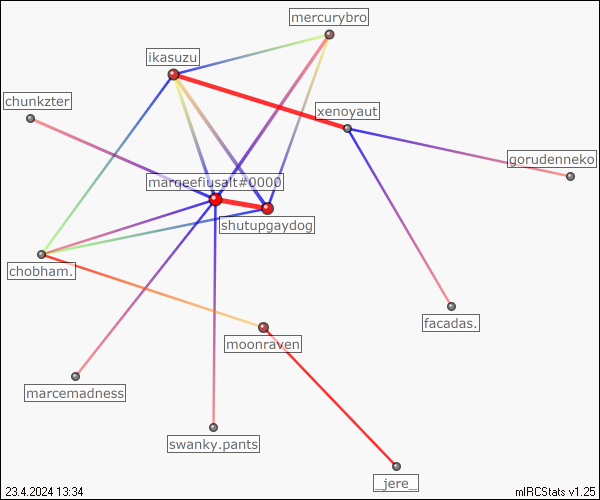 mercurybro
ikasuzu
chunkzter
xenoyaut
gorudenneko
marqeefiusalt#0000
shutupgaydog
chobham.
facadas.
moonraven
marcemadness
swanky.pants
_jere_
23.4.2024 13:34
mIRCStats v1.25